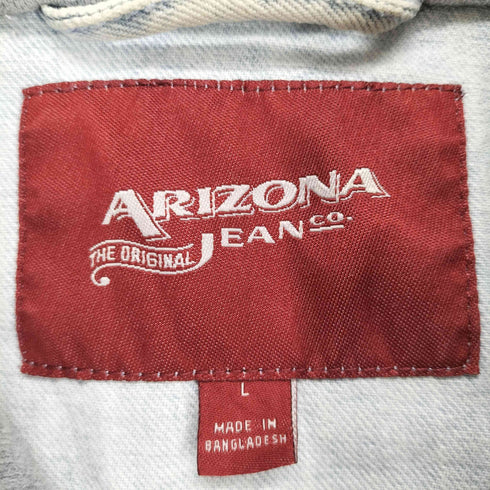 ARIZONA
THE ORIGINAL JEAN CO.
L
MADE IN
BANGLADESH